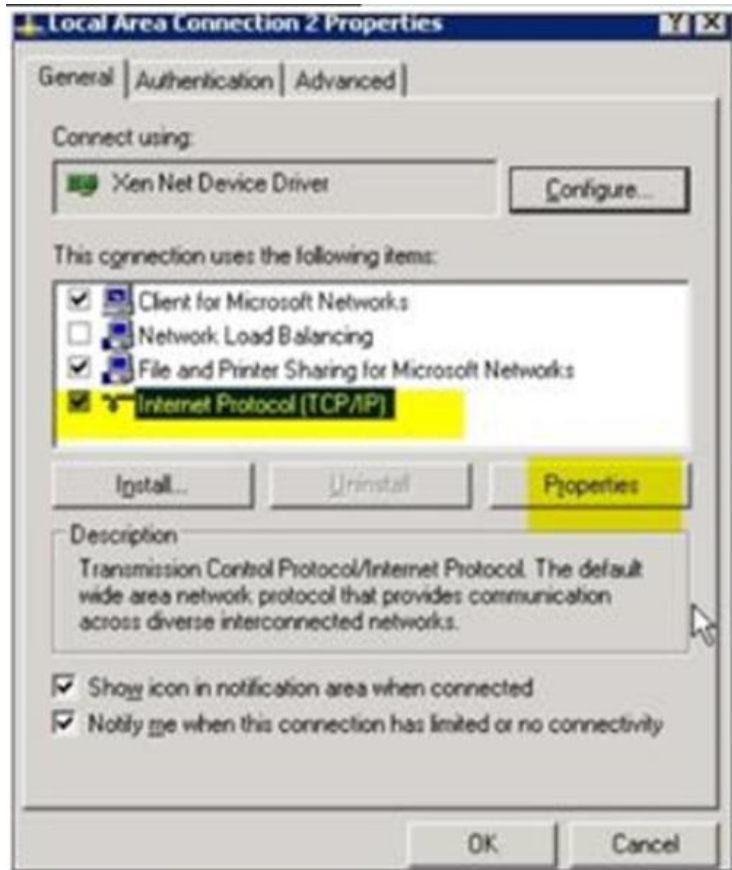 Local Area Connection 2 Properties
General
Authentication
Advanced
Connect using:
Xen Net Device Driver
Configure...
This connection uses the following items:
Client for Microsoft Networks
Network Load Balancing
File and Printer Sharing for Microsoft Networks
Internet Protocol (TCP/IP)
Install...
Uninstall
Properties
Description
Transmission Control Protocol/Internet Protocol. The default
wide area network protocol that provides communication
across diverse interconnected networks.
Show icon in notification area when connected
Notify me when this connection has limited or no connectivity
OK
Cancel